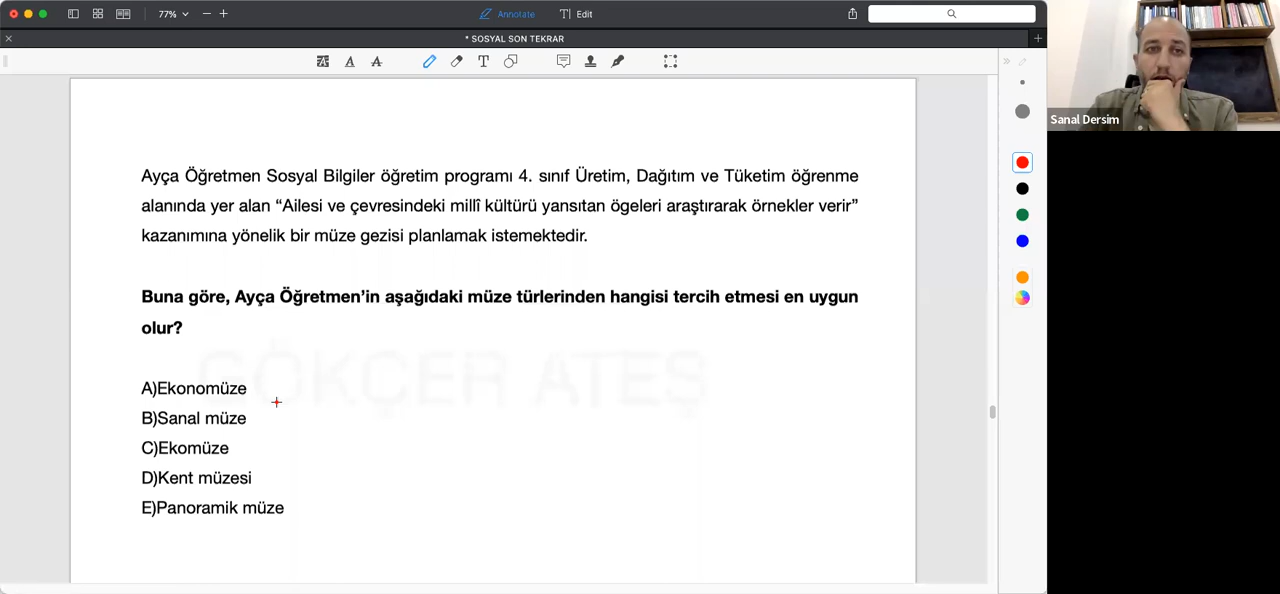 77%
Annotate
Edit
* SOSYAL SON TEKRAR
Sanal Dersim
Ayça Öğretmen Sosyal Bilgiler öğretim programı 4. sınıf Üretim, Dağıtım ve Tüketim öğrenme
alanında yer alan “Ailesi ve çevresindeki millî kültürü yansıtan ögeleri araştırarak örnekler verir”
kazanımına yönelik bir müze gezisi planlamak istemektedir.
Buna göre, Ayça Öğretmen’in aşağıdaki müze türlerinden hangisi tercih etmesi en uygun
olur?
GÖKÇER ATEŞ
A)Ekonomüze
B)Sanal müze
C)Ekomüze
D)Kent müzesi
E)Panoramik müze